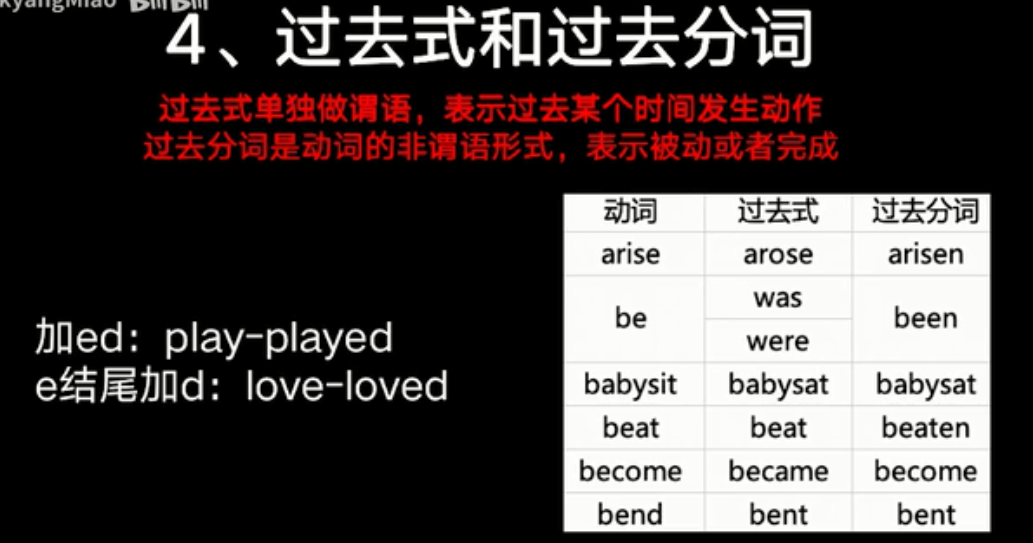 4、过去式和过去分词
过去式单独做谓语，表示过去某个时间发生动作
过去分词是动词的非谓语形式，表示被动或者完成
加ed：play-played
e结尾加d：love-loved
动词 过去式 过去分词
arise arose arisen
be was been
were
babysit babysat babysat
beat beat beaten
become became become
bend bent bent